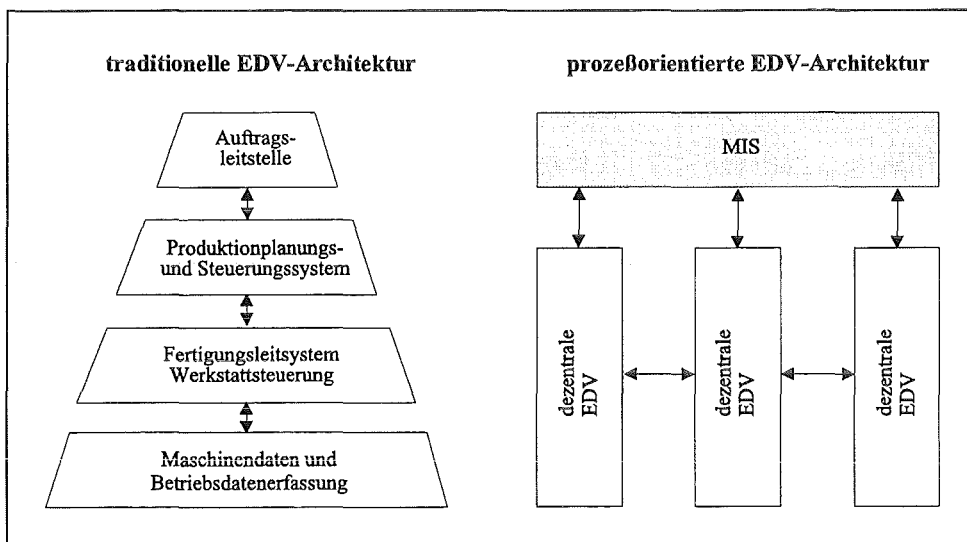 traditionelle EDV-Architektur
Auftrags-
leitstelle
Produktionplanungs-
und Steuerungssystem
Fertigungsleitsystem
Werkstattsteuerung
Maschinendaten und
Betriebsdatenerfassung
prozeßorientierte EDV-Architektur
MIS
dezentrale
EDV
dezentrale
EDV
dezentrale
EDV